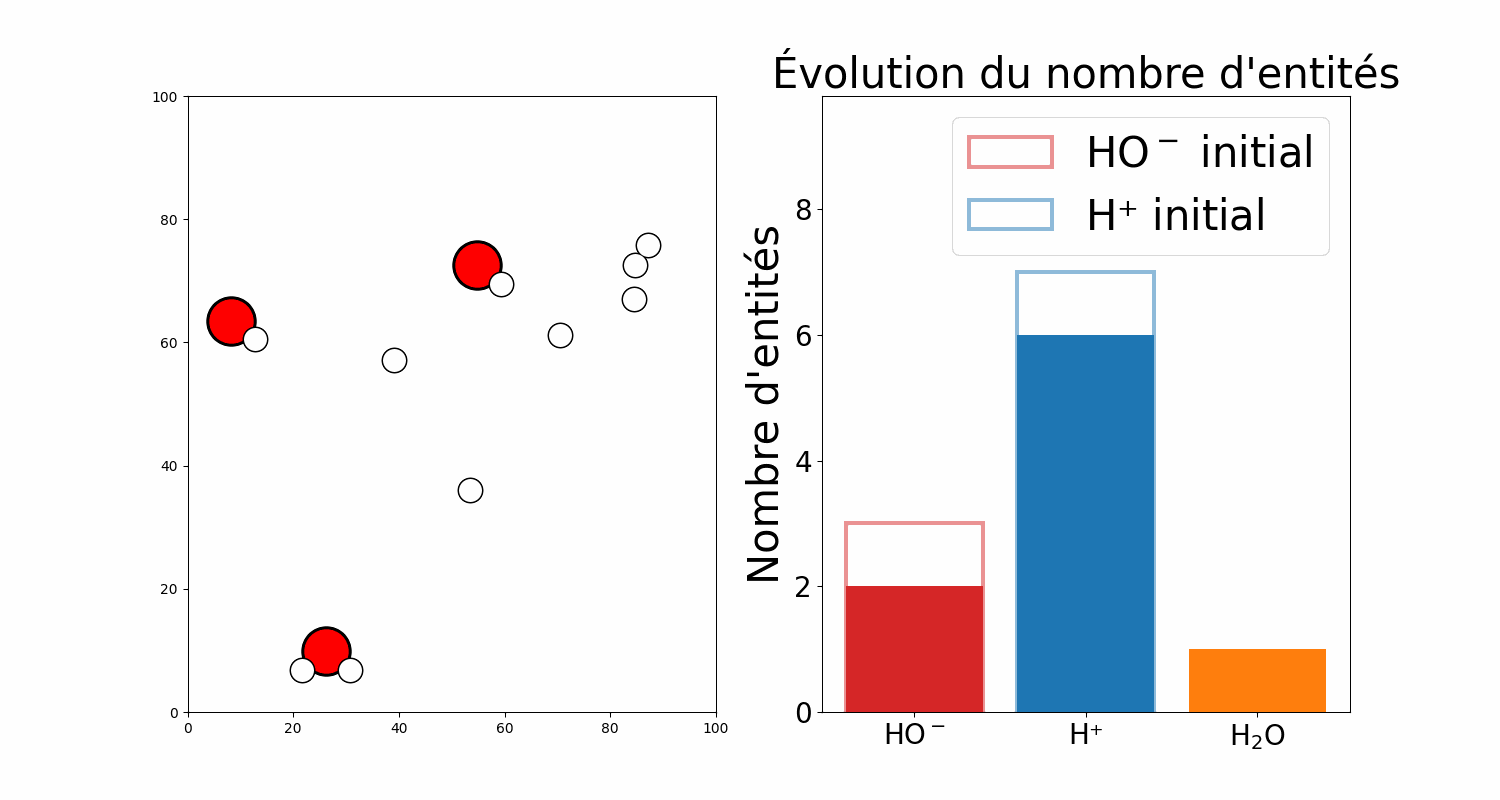 100
80
60
40
20
0
0 20 40 60 80 100
Évolution du nombre d'entités
HO⁻ initial
H⁺ initial
Nombre d'entités
8
6
4
2
0
HO⁻ H⁺ H₂O